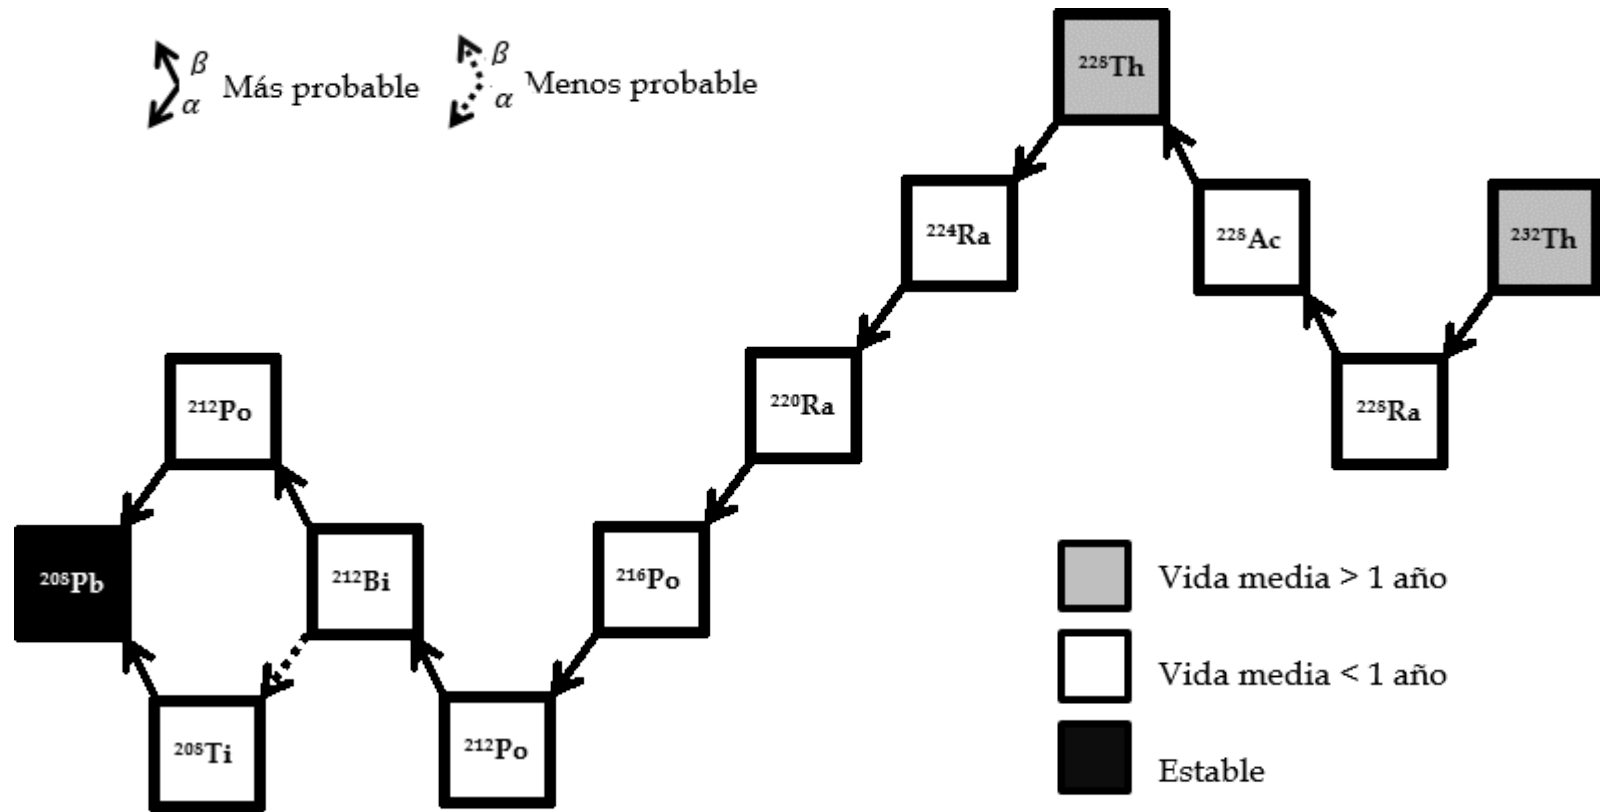 β
α
Más probable
β
α
Menos probable
²²⁸Th
²²⁴Ra
²²⁸Ac
²³²Th
²²⁰Ra
²²⁸Ra
²¹²Po
²⁰⁸Pb
²¹²Bi
²¹⁶Po
²⁰⁸Ti
²¹²Po
Vida media > 1 año
Vida media < 1 año
Estable